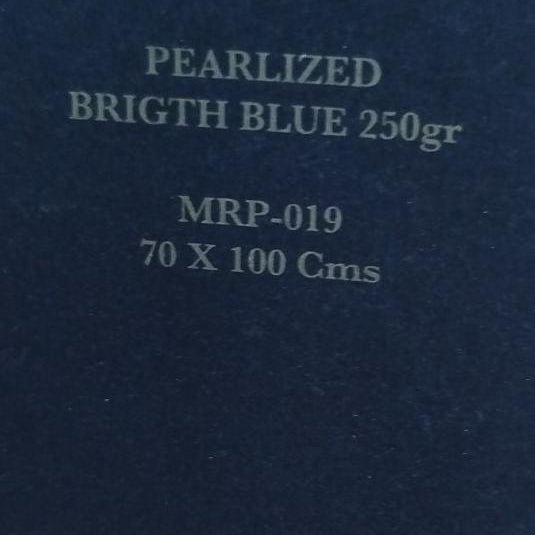 PEARLIZED
BRIGTH BLUE 250gr
MRP-019
70 X 100 Cms